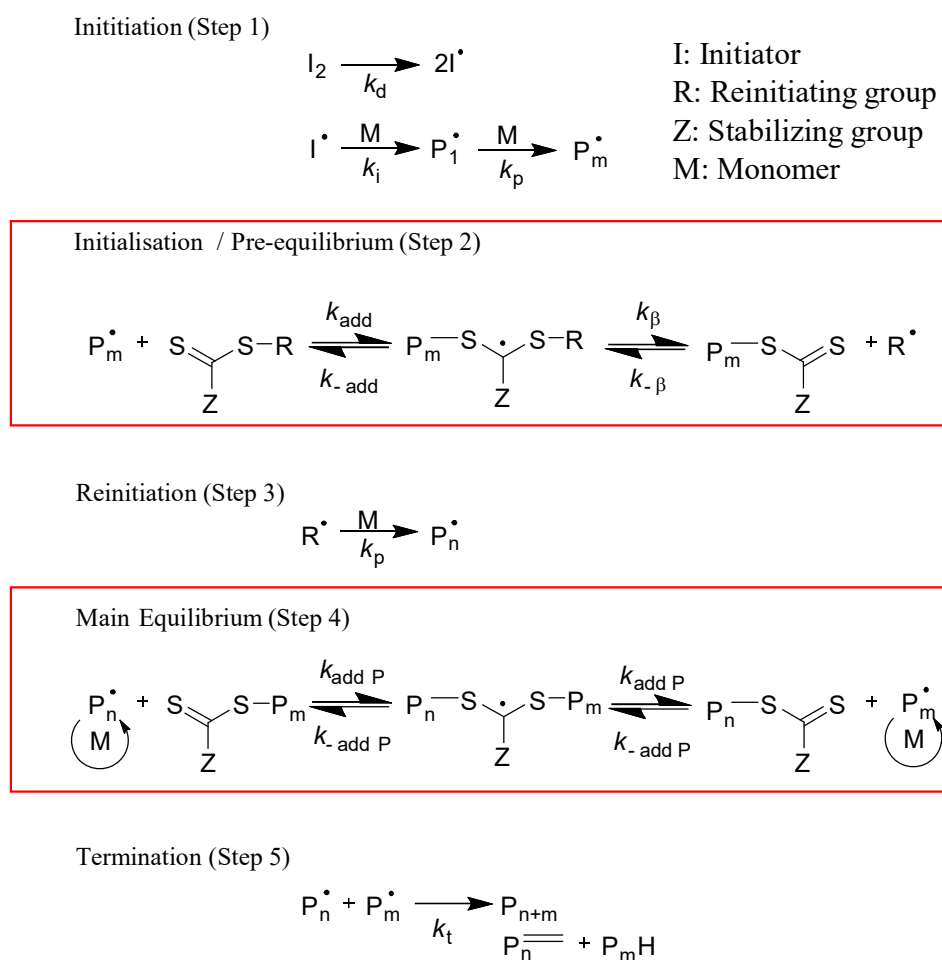 Inititiation (Step 1)
I2 kd 2I•
I• M ki P1• M kp Pm•
I: Initiator
R: Reinitiating group
Z: Stabilizing group
M: Monomer
Initialisation / Pre-equilibrium (Step 2)
Pm• + S S R Z kadd k- add Pm S • S R Z kβ k-β Pm S S Z + R•
Reinitiation (Step 3)
R• M kp Pn•
Main Equilibrium (Step 4)
Pn• M + S S Pm Z kadd P k- add P Pn S • S Pm Z kadd P k- add P Pn S S Z + Pm• M
Termination (Step 5)
Pn• + Pm• kt Pn+m
Pn + PmH